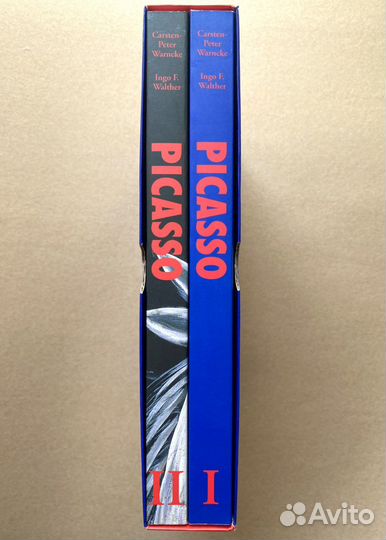 Carsten-
Peter
Warncke
Ingo F.
Walther
PICASSO
II
Carsten-
Peter
Warncke
Ingo F.
Walther
PICASSO
I
Avito